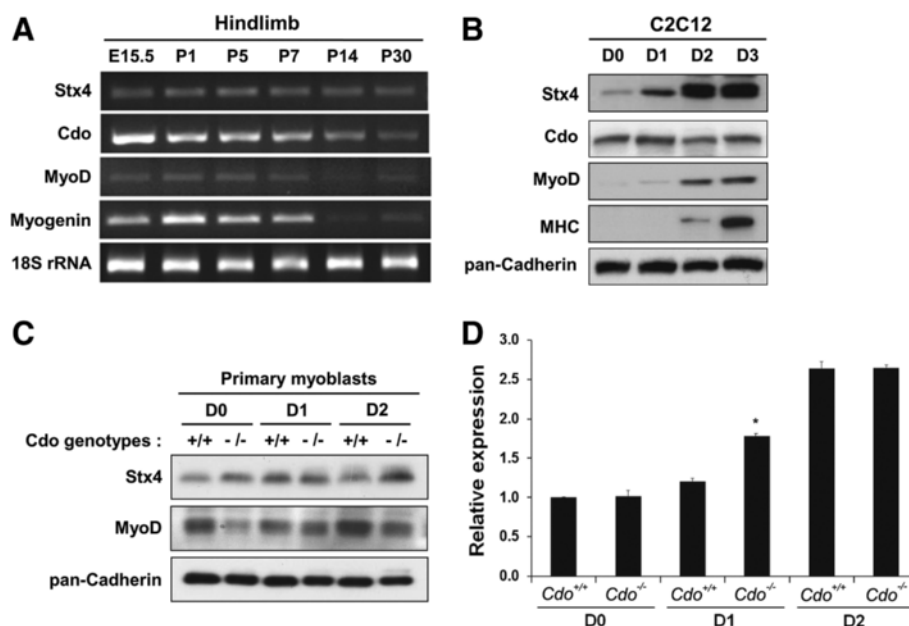 A
Hindlimb
E15.5 P1 P5 P7 P14 P30
Stx4
Cdo
MyoD
Myogenin
18S rRNA
B
C2C12
D0 D1 D2 D3
Stx4
Cdo
MyoD
MHC
pan-Cadherin
C
Primary myoblasts
D0 D1 D2
Cdo genotypes : +/+ -/- +/+ -/- +/+ -/-
Stx4
MyoD
pan-Cadherin
D
Relative expression
3.0
2.5
2.0
1.5
1.0
0.5
0.0
*
Cdo+/+ Cdo-/- Cdo+/+ Cdo-/- Cdo+/+ Cdo-/-
D0 D1 D2